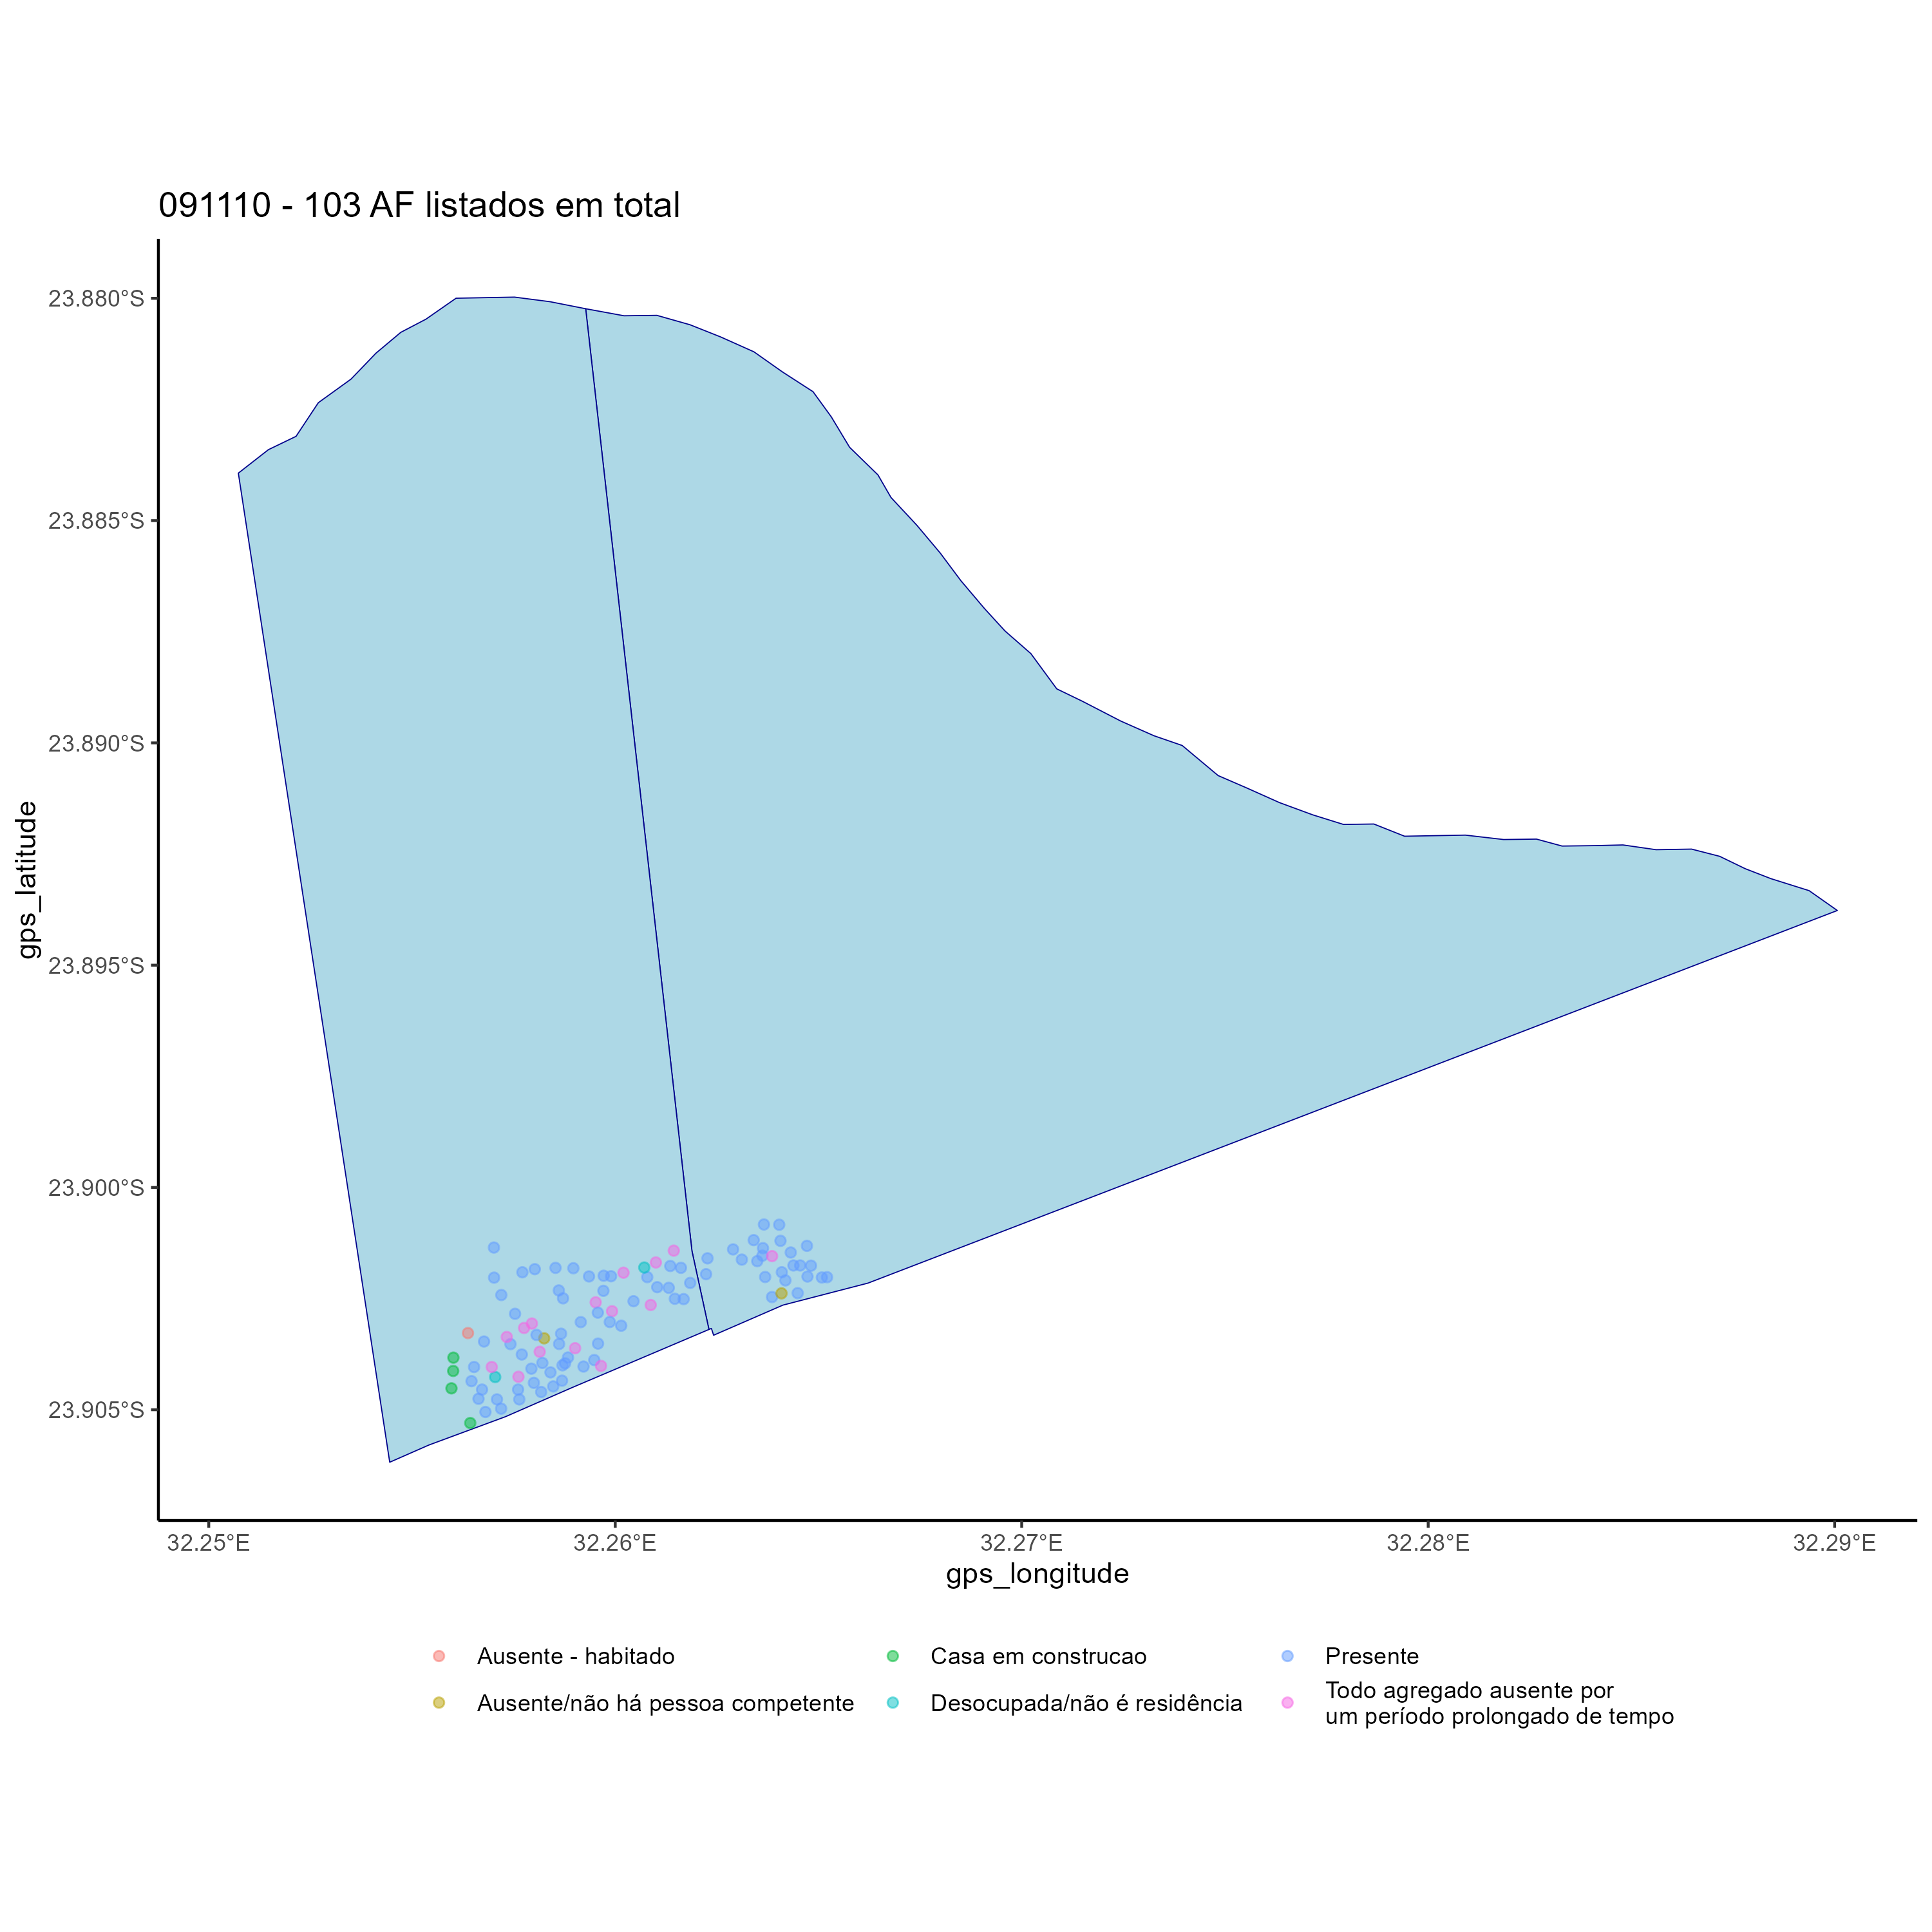 091110 - 103 AF listados em total
23.880°S
23.885°S
23.890°S
23.895°S
23.900°S
23.905°S
gps_latitude
32.25°E
32.26°E
32.27°E
32.28°E
32.29°E
gps_longitude
Ausente - habitado
Ausente/não há pessoa competente
Casa em construcao
Desocupada/não é residência
Presente
Todo agregado ausente por
um período prolongado de tempo